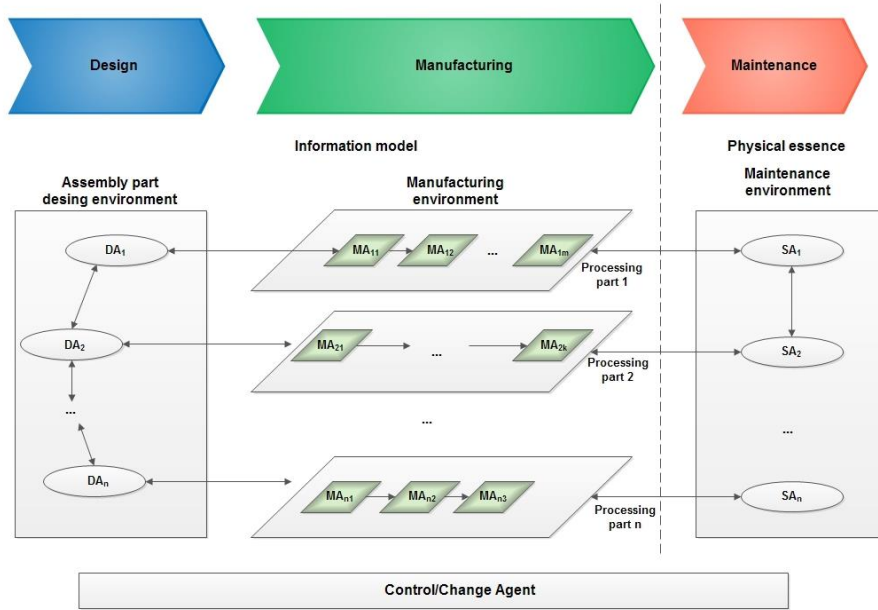 Design
Manufacturing
Maintenance
Information model
Physical essence
Assembly part
desing environment
Manufacturing
environment
Maintenance
environment
DA₁
MA₁₁
MA₁₂
...
MA₁ₘ
SA₁
Processing
part 1
DA₂
MA₂₁
...
MA₂ₖ
SA₂
Processing
part 2
...
...
...
DAₙ
MAₙ₁
MAₙ₂
MAₙ₃
SAₙ
Processing
part n
Control/Change Agent